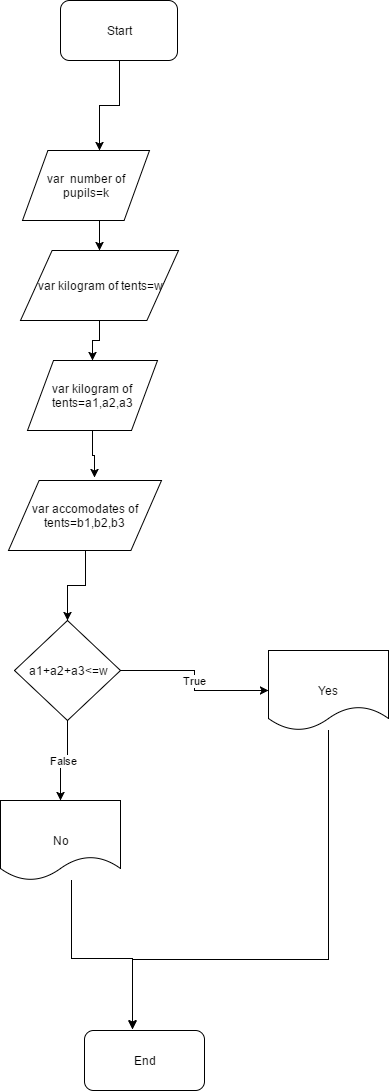 Start
var number of
pupils=k
var kilogram of tents=w
var kilogram of
tents=a1,a2,a3
var accomodates of
tents=b1,b2,b3
a1+a2+a3<=w
True
Yes
False
No
End